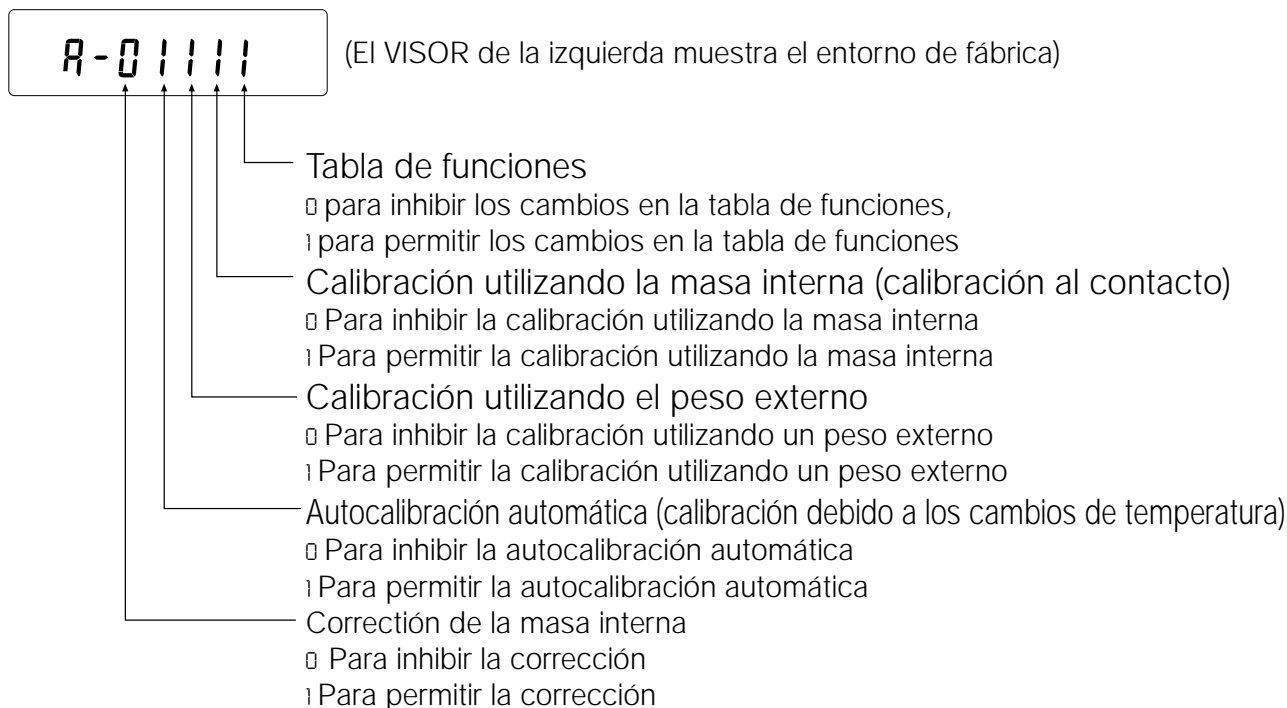 A-01111
(El VISOR de la izquierda muestra el entorno de fábrica)
Tabla de funciones
0 para inhibir los cambios en la tabla de funciones,
1 para permitir los cambios en la tabla de funciones
Calibración utilizando la masa interna (calibración al contacto)
0 Para inhibir la calibración utilizando la masa interna
1 Para permitir la calibración utilizando la masa interna
Calibración utilizando el peso externo
0 Para inhibir la calibración utilizando un peso externo
1 Para permitir la calibración utilizando un peso externo
Autocalibración automática (calibración debido a los cambios de temperatura)
0 Para inhibir la autocalibración automática
1 Para permitir la autocalibración automática
Correctión de la masa interna
0 Para inhibir la corrección
1 Para permitir la corrección